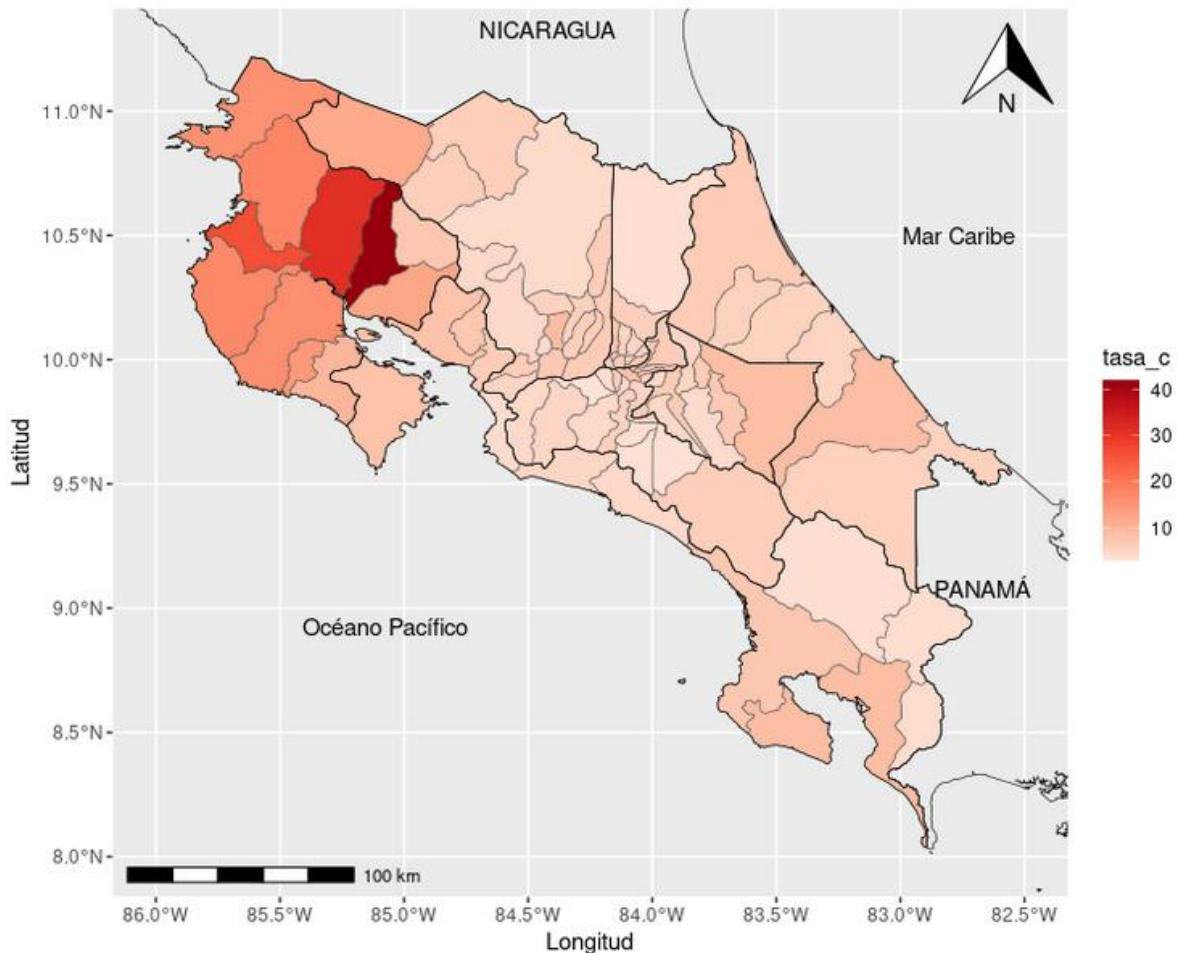 NICARAGUA
N
11.0°N
10.5°N
Mar Caribe
10.0°N
tasa_c
40
30
20
10
Latitud
9.5°N
9.0°N
PANAMÁ
Océano Pacífico
8.5°N
8.0°N
100 km
86.0°W 85.5°W 85.0°W 84.5°W 84.0°W 83.5°W 83.0°W 82.5°W
Longitud